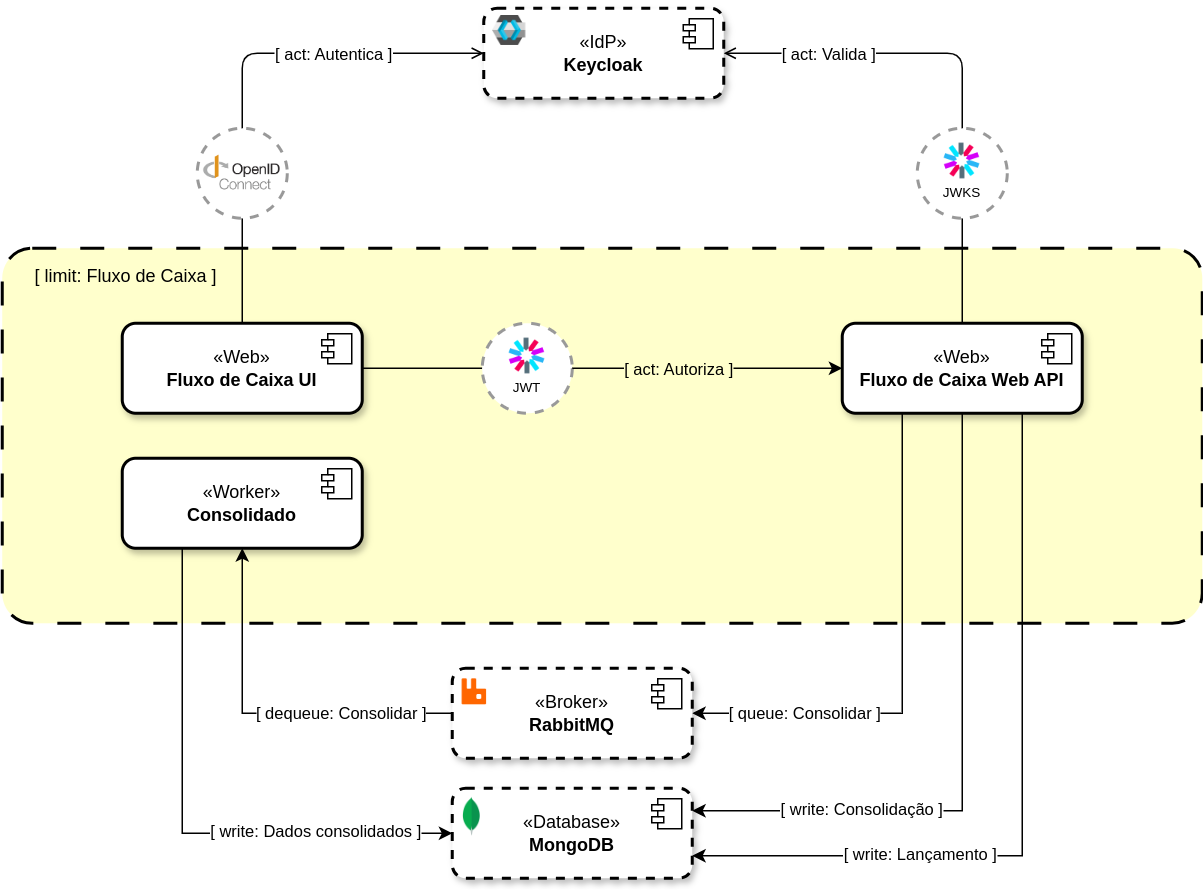 «IdP»
Keycloak
[ act: Autentica ]
[ act: Valida ]
OpenID
Connect
JWKS
[ limit: Fluxo de Caixa ]
«Web»
Fluxo de Caixa UI
JWT
[ act: Autoriza ]
«Web»
Fluxo de Caixa Web API
«Worker»
Consolidado
«Broker»
RabbitMQ
[ dequeue: Consolidar ]
[ queue: Consolidar ]
«Database»
MongoDB
[ write: Dados consolidados ]
[ write: Consolidação ]
[ write: Lançamento ]